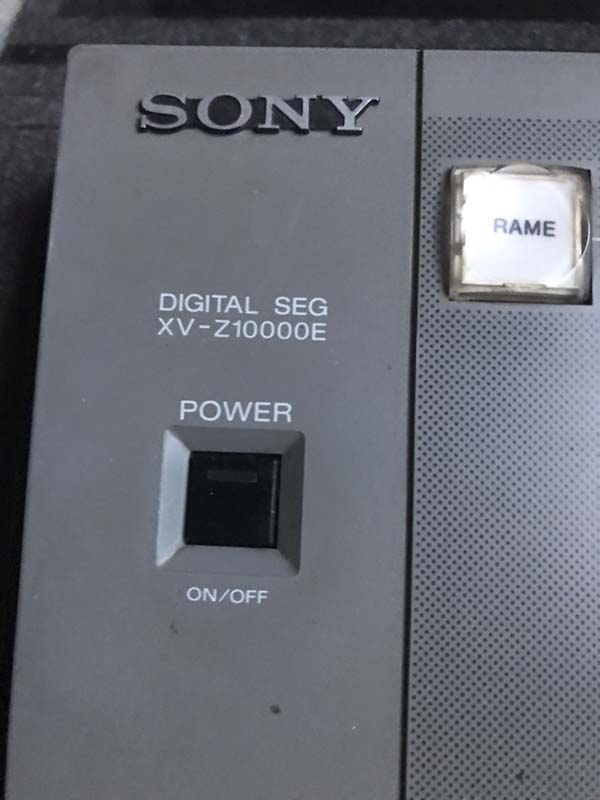 SONY
RAME
DIGITAL SEG
XV-Z10000E
POWER
ON/OFF